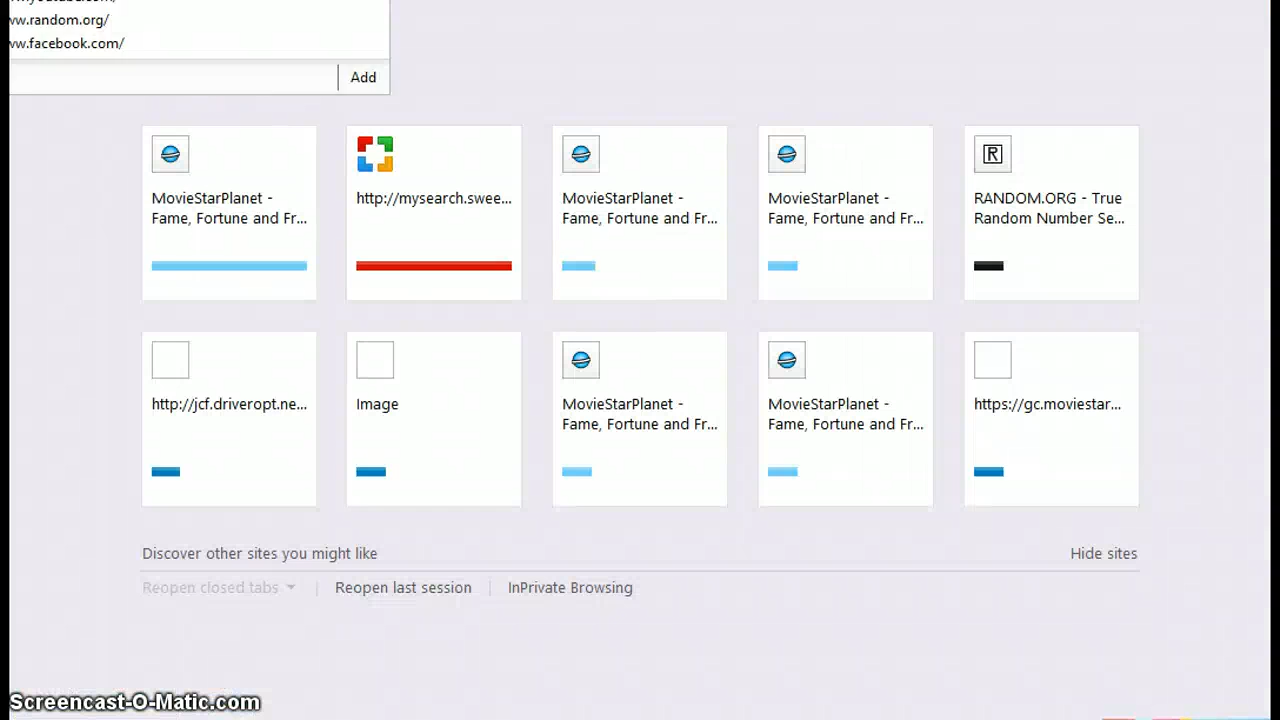 ww.random.org/
ww.facebook.com/
Add
MovieStarPlanet -
Fame, Fortune and Fr...
http://mysearch.swee...
MovieStarPlanet -
Fame, Fortune and Fr...
MovieStarPlanet -
Fame, Fortune and Fr...
R
RANDOM.ORG - True
Random Number Se...
http://jcf.driveropt.ne...
Image
MovieStarPlanet -
Fame, Fortune and Fr...
MovieStarPlanet -
Fame, Fortune and Fr...
https://gc.moviestar...
Discover other sites you might like
Hide sites
Reopen closed tabs
Reopen last session
InPrivate Browsing
Screencast-O-Matic.com